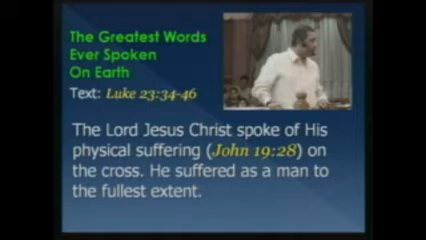 The Greatest Words
Ever Spoken
On Earth
Text: Luke 23:34-46
The Lord Jesus Christ spoke of His
physical suffering (John 19:28) on
the cross. He suffered as a man to
the fullest extent.